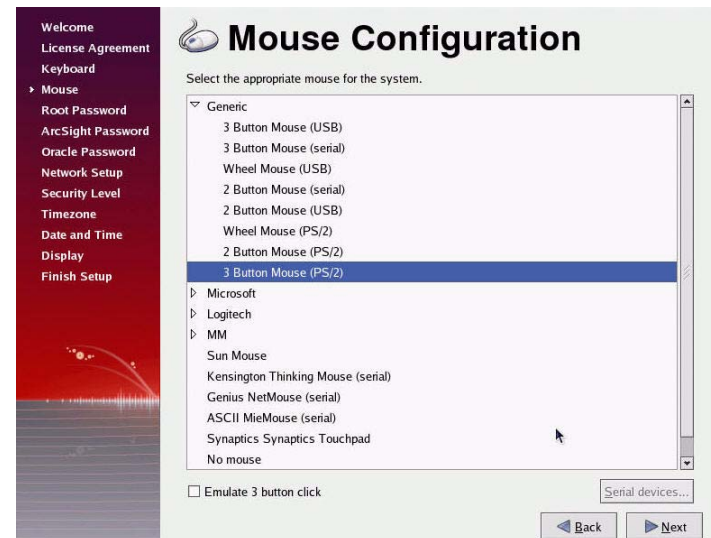 Welcome
License Agreement
Keyboard
Mouse
Root Password
ArcSight Password
Oracle Password
Network Setup
Security Level
Timezone
Date and Time
Display
Finish Setup
Mouse Configuration
Select the appropriate mouse for the system.
Generic
3 Button Mouse (USB)
3 Button Mouse (serial)
Wheel Mouse (USB)
2 Button Mouse (serial)
2 Button Mouse (USB)
Wheel Mouse (PS/2)
2 Button Mouse (PS/2)
3 Button Mouse (PS/2)
Microsoft
Logitech
MM
Sun Mouse
Kensington Thinking Mouse (serial)
Genius NetMouse (serial)
ASCII MieMouse (serial)
Synaptics Synaptics Touchpad
No mouse
Emulate 3 button click
Serial devices...
Back
Next